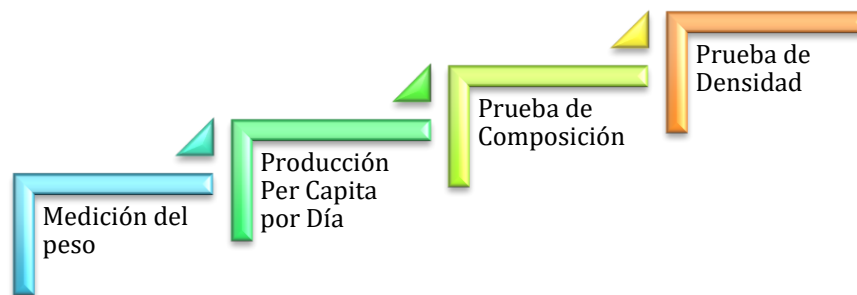 Medición del
peso
Producción
Per Capita
por Día
Prueba de
Composición
Prueba de
Densidad